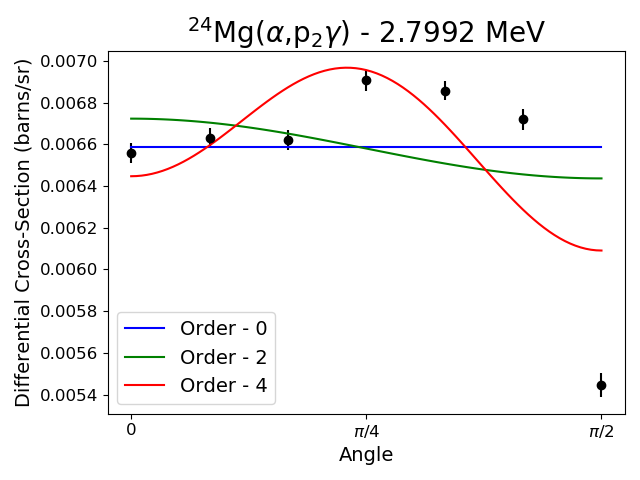 ²⁴Mg(α,p₂γ) - 2.7992 MeV
Differential Cross-Section (barns/sr)
0.0070
0.0068
0.0066
0.0064
0.0062
0.0060
0.0058
0.0056
0.0054
Order - 0
Order - 2
Order - 4
0 π/4 π/2
Angle